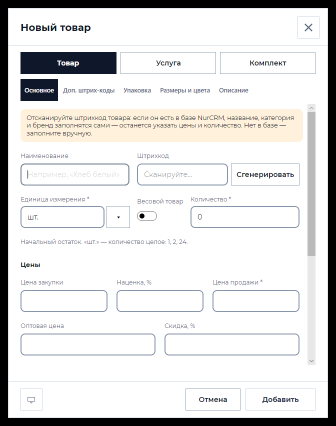 Новый товар
Товар Услуга Комплект
Основное Доп. штрих-коды Упаковка Размеры и цвета Описание
Отсканируйте штрихкод товара: если он есть в базе NurCRM, название, категория
и бренд заполнятся сами — останется указать цены и количество. Нет в базе —
заполните вручную.
Наименование Штрихкод
Например, «Хлеб белый» Сканируйте... Сгенерировать
Единица измерения * Весовой товар Количество *
шт. 0
Начальный остаток. «шт.» — количество целое: 1, 2, 24.
Цены
Цена закупки Наценка, % Цена продажи *
Оптовая цена Скидка, %
Отмена Добавить